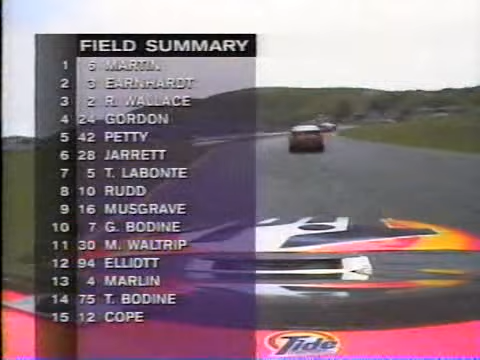 FIELD SUMMARY
1 6 MARTIN
2 3 EARNHARDT
3 2 R. WALLACE
4 24 GORDON
5 42 PETTY
6 28 JARRETT
7 5 T. LABONTE
8 10 RUDD
9 16 MUSGRAVE
10 7 G. BODINE
11 30 M. WALTRIP
12 94 ELLIOTT
13 4 MARLIN
14 75 T. BODINE
15 12 COPE
Tide